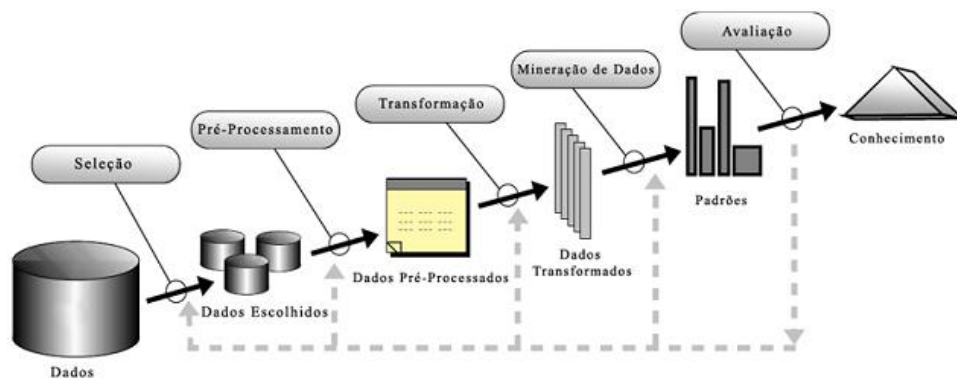 Avaliação
Mineração de Dados
Transformação
Pré-Processamento
Seleção
Conhecimento
Padrões
Dados
Transformados
Dados Pré-Processados
Dados Escolhidos
Dados